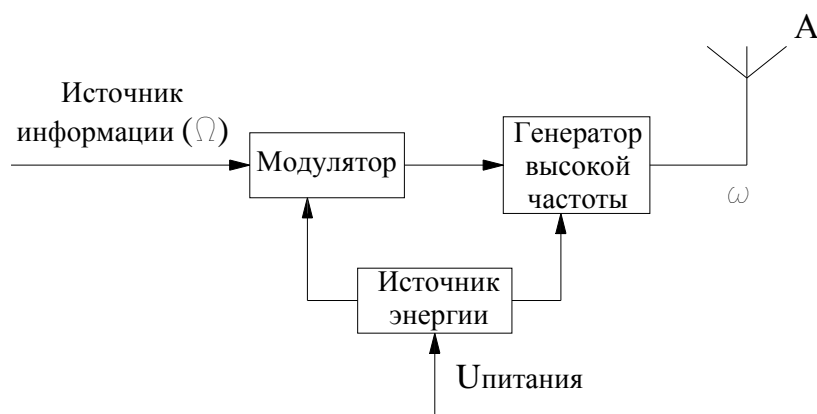 A
Источник
информации (Ω)
Модулятор
Генератор
высокой
частоты
ω
Источник
энергии
Uпитания